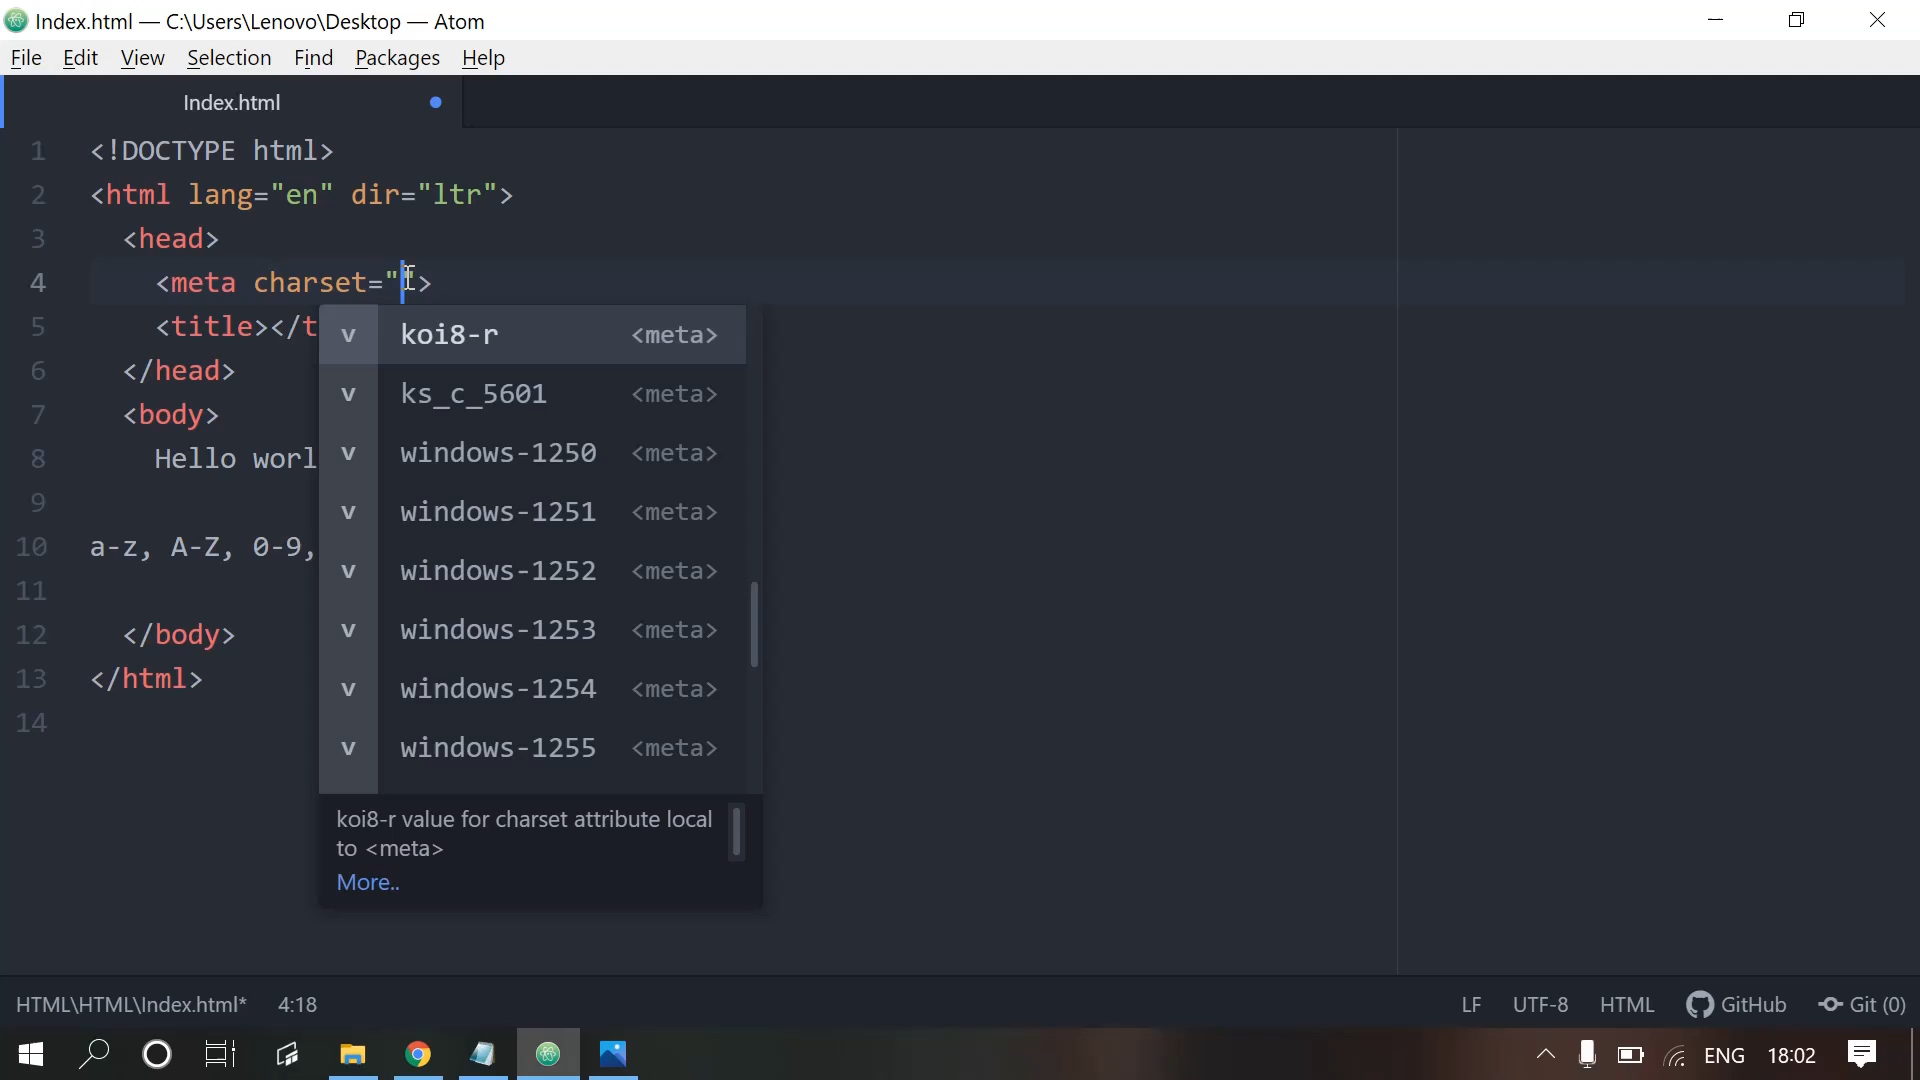 Index.html — C:\Users\Lenovo\Desktop — Atom
File Edit View Selection Find Packages Help
Index.html
1 <!DOCTYPE html>
2 <html lang="en" dir="ltr">
3 <head>
4 <meta charset="">
5 <title></t
6 </head>
7 <body>
8 Hello worl
9
10 a-z, A-Z, 0-9,
11
12 </body>
13 </html>
14
v koi8-r <meta>
v ks_c_5601 <meta>
v windows-1250 <meta>
v windows-1251 <meta>
v windows-1252 <meta>
v windows-1253 <meta>
v windows-1254 <meta>
v windows-1255 <meta>
koi8-r value for charset attribute local
to <meta>
More..
HTML\HTML\Index.html* 4:18 LF UTF-8 HTML GitHub Git (0)
ENG 18:02